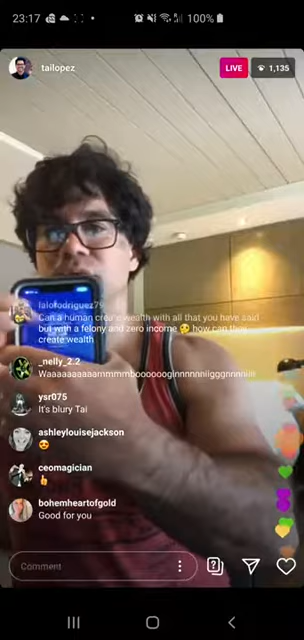 23:17
100%
tailopez
LIVE
1,135
lalofodriguez79
Can a human create wealth with all that you have said
but with a felony and zero income 🤔 how can they
create wealth
_nelly_2.2
ysr075
It's blury Tai
ashleylouisejackson
😍
ceomagician
👍
bohemheartofgold
Good for you
Comment